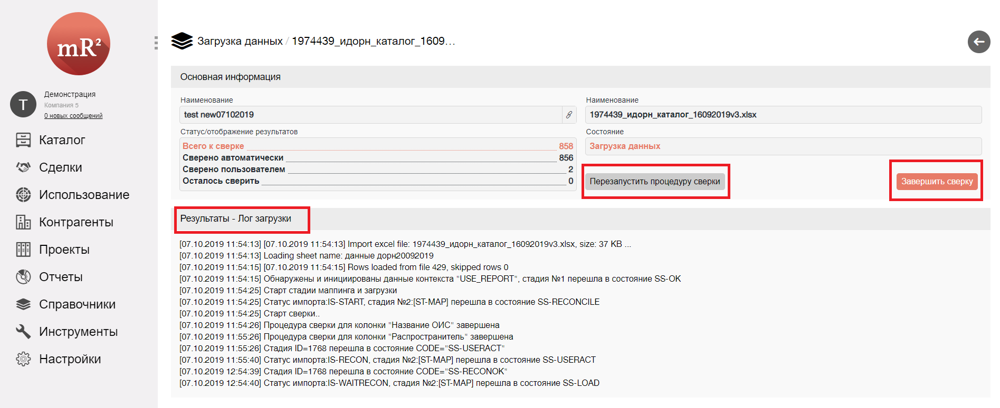 mR²
Т
Демонстрация
Компания 5
0 новых сообщений
Каталог
Сделки
Использование
Контрагенты
Проекты
Отчеты
Справочники
Инструменты
Настройки
Загрузка данных / 1974439_идорн_каталог_1609...
Основная информация
Наименование
test new07102019
Статус/отображение результатов
Всего к сверке 858
Сверено автоматически 856
Сверено пользователем 2
Осталось сверить 0
Наименование
1974439_идорн_каталог_16092019v3.xlsx
Состояние
Загрузка данных
Перезапустить процедуру сверки
Завершить сверку
Результаты - Лог загрузки
[07.10.2019 11:54:13] [07.10.2019 11:54:13] Import excel file: 1974439_идорн_каталог_16092019v3.xlsx, size: 37 KB ...
[07.10.2019 11:54:13] Loading sheet name: данные дорн20092019
[07.10.2019 11:54:15] [07.10.2019 11:54:15] Rows loaded from file 429, skipped rows 0
[07.10.2019 11:54:15] Обнаружены и инициированы данные контекста "USE_REPORT", стадия №1 перешла в состояние SS-OK
[07.10.2019 11:54:25] Старт стадии маппинга и загрузки
[07.10.2019 11:54:25] Статус импорта:IS-START, стадия №2:[ST-MAP] перешла в состояние SS-RECONCILE
[07.10.2019 11:54:25] Старт сверки..
[07.10.2019 11:54:26] Процедура сверки для колонки "Название ОИС" завершена
[07.10.2019 11:55:26] Процедура сверки для колонки "Распространитель" завершена
[07.10.2019 11:55:26] Стадия ID=1768 перешла в состояние CODE="SS-USERACT"
[07.10.2019 11:55:40] Статус импорта:IS-RECON, стадия №2:[ST-MAP] перешла в состояние SS-USERACT
[07.10.2019 12:54:39] Стадия ID=1768 перешла в состояние CODE="SS-RECONOK"
[07.10.2019 12:54:40] Статус импорта:IS-WAITRECON, стадия №2:[ST-MAP] перешла в состояние SS-LOAD